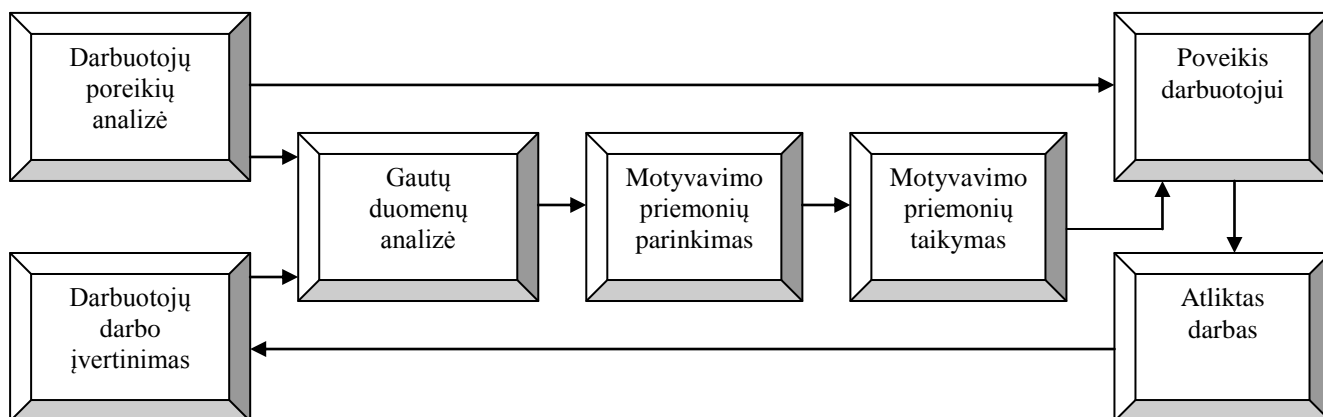 Darbuotojų
poreikių
analizė
Poveikis
darbuotojui
Gautų
duomenų
analizė
Motyvavimo
priemonių
parinkimas
Motyvavimo
priemonių
taikymas
Darbuotojų
darbo
įvertinimas
Atliktas
darbas